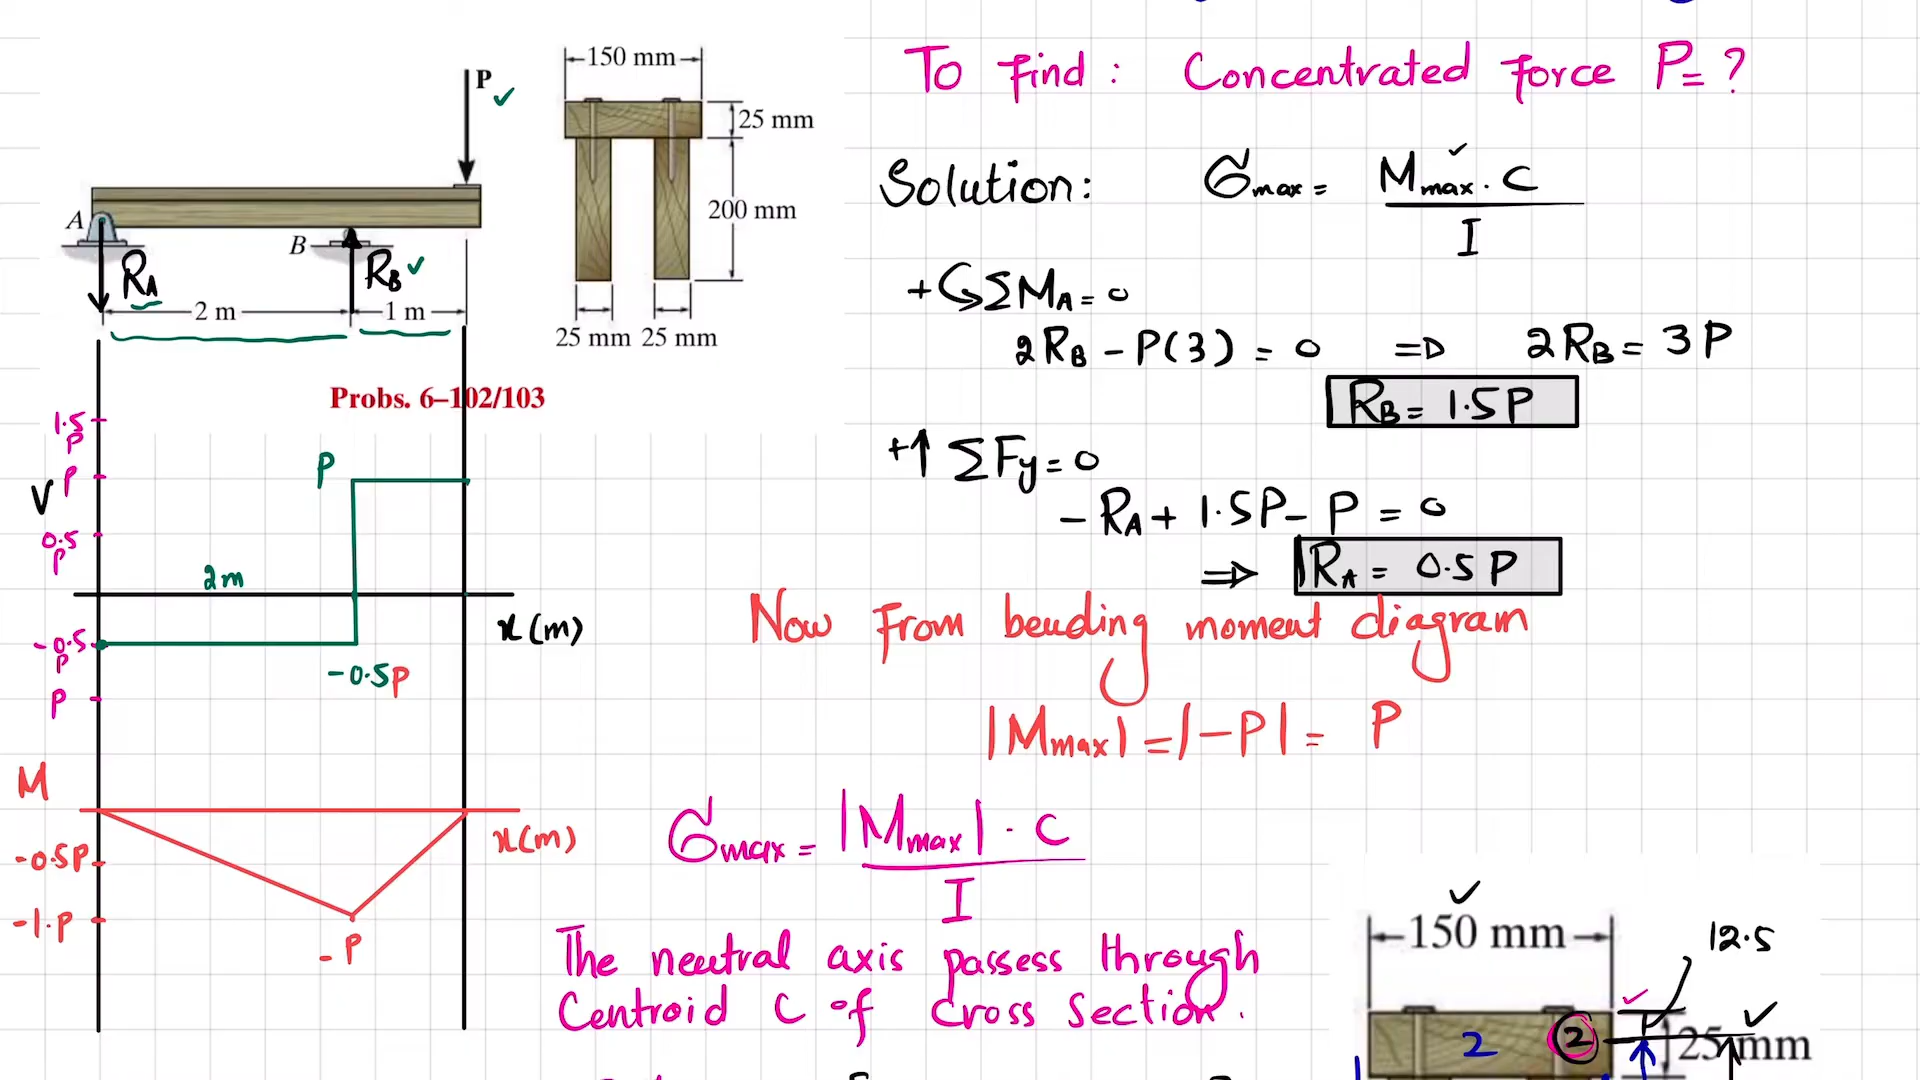 To find : Concentrated force P= ?
Solution: σmax = Mmax . C / I
+ ΣMA = 0
2RB - P(3) = 0 ⇒ 2RB = 3P
RB = 1.5P
+↑ ΣFy = 0
- RA + 1.5P - P = 0
⇒ RA = 0.5P
Now from bending moment diagram
|Mmax| = |-P| = P
σmax = |Mmax| . C / I
The neutral axis passess through
Centroid C of cross section.
P
150 mm
25 mm
200 mm
25 mm 25 mm
A
B
RA
RB
2 m
1 m
Probs. 6–102/103
1.5 P
P
V
0.5 P
-0.5 P
P
P
2m
-0.5P
x(m)
M
-0.5P
-1.P
-P
x(m)
150 mm
12.5
2
2
25 mm